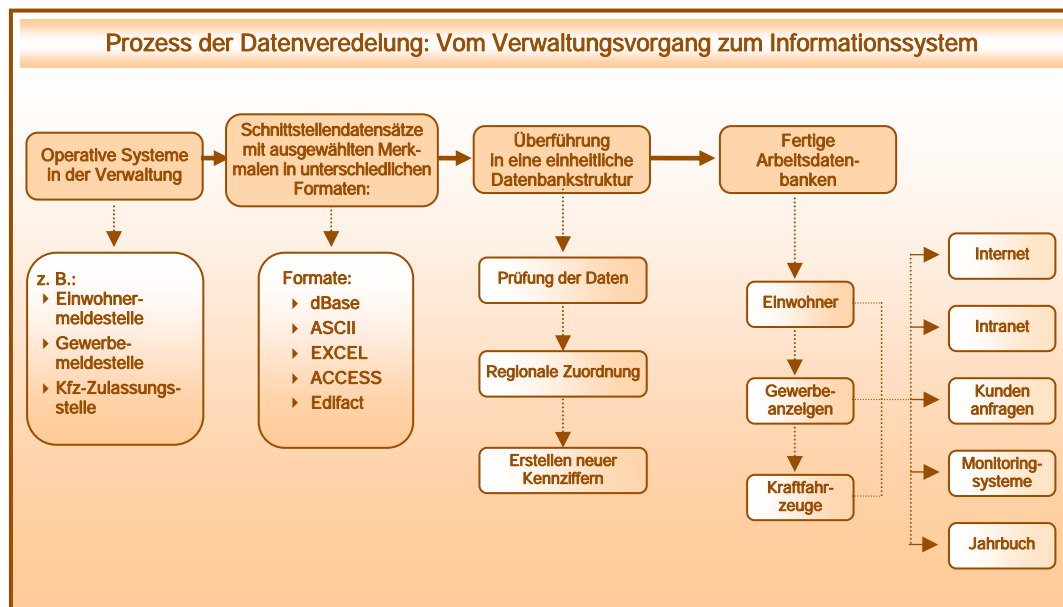 Prozess der Datenveredelung: Vom Verwaltungsvorgang zum Informationssystem
Operative Systeme
in der Verwaltung
Schnittstellendatensätze
mit ausgewählten Merk-
malen in unterschiedlichen
Formaten:
Überführung
in eine einheitliche
Datenbankstruktur
Fertige
Arbeitsdaten-
banken
z. B.:
Einwohner-
meldestelle
Gewerbe-
meldestelle
Kfz-Zulassungs-
stelle
Formate:
dBase
ASCII
EXCEL
ACCESS
Edifact
Prüfung der Daten
Regionale Zuordnung
Erstellen neuer
Kennziffern
Einwohner
Gewerbe-
anzeigen
Kraftfahr-
zeuge
Internet
Intranet
Kunden
anfragen
Monitoring-
systeme
Jahrbuch